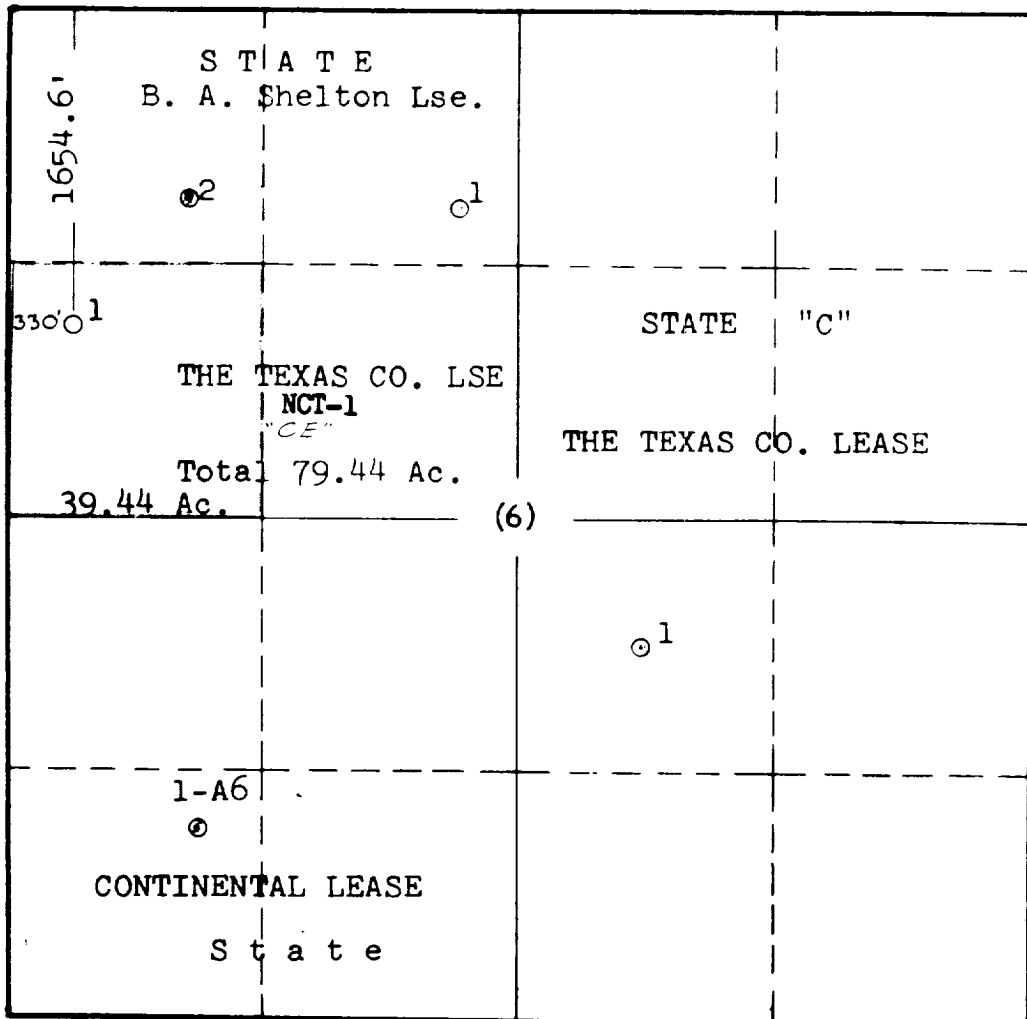 S T A T E
B. A. Shelton Lse.
1654.6'
2
1
330' 1
STATE "C"
THE TEXAS CO. LSE
NCT-1
"CE"
THE TEXAS CO. LEASE
Total 79.44 Ac.
39.44 Ac.
(6)
1
1-A6
CONTINENTAL LEASE
S t a t e